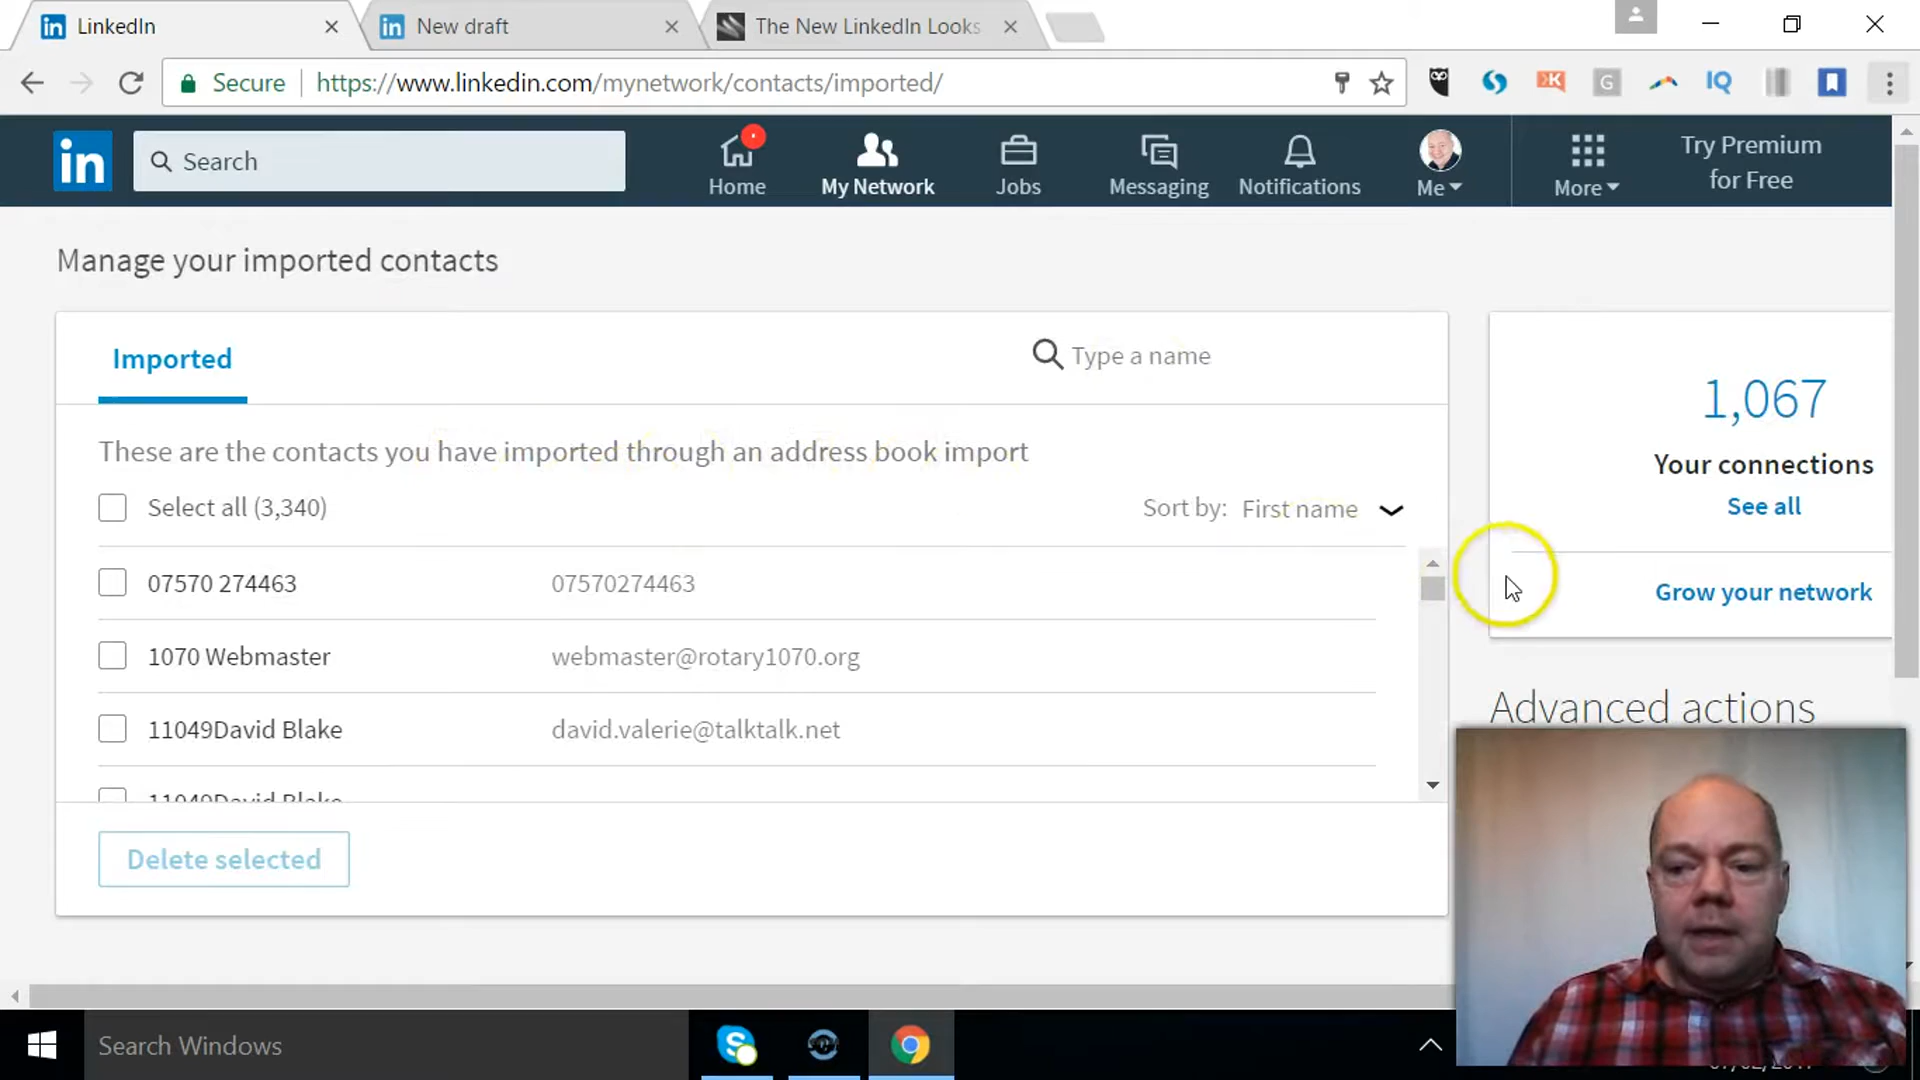 LinkedIn
New draft
The New LinkedIn Looks
Secure
https://www.linkedin.com/mynetwork/contacts/imported/
in
Search
Home
My Network
Jobs
Messaging
Notifications
Me
More
Try Premium
for Free
Manage your imported contacts
Imported
Type a name
These are the contacts you have imported through an address book import
Select all (3,340)
Sort by: First name
07570 274463 07570274463
1070 Webmaster webmaster@rotary1070.org
11049David Blake david.valerie@talktalk.net
11049David Blake
Delete selected
1,067
Your connections
See all
Grow your network
Advanced actions
Search Windows